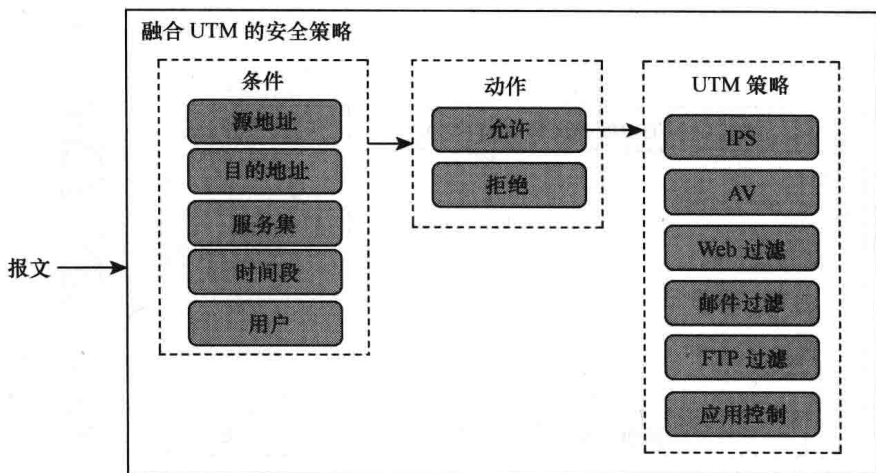 融合 UTM 的安全策略
条件
源地址
目的地址
服务集
时间段
用户
动作
允许
拒绝
UTM 策略
IPS
AV
Web 过滤
邮件过滤
FTP 过滤
应用控制
报文